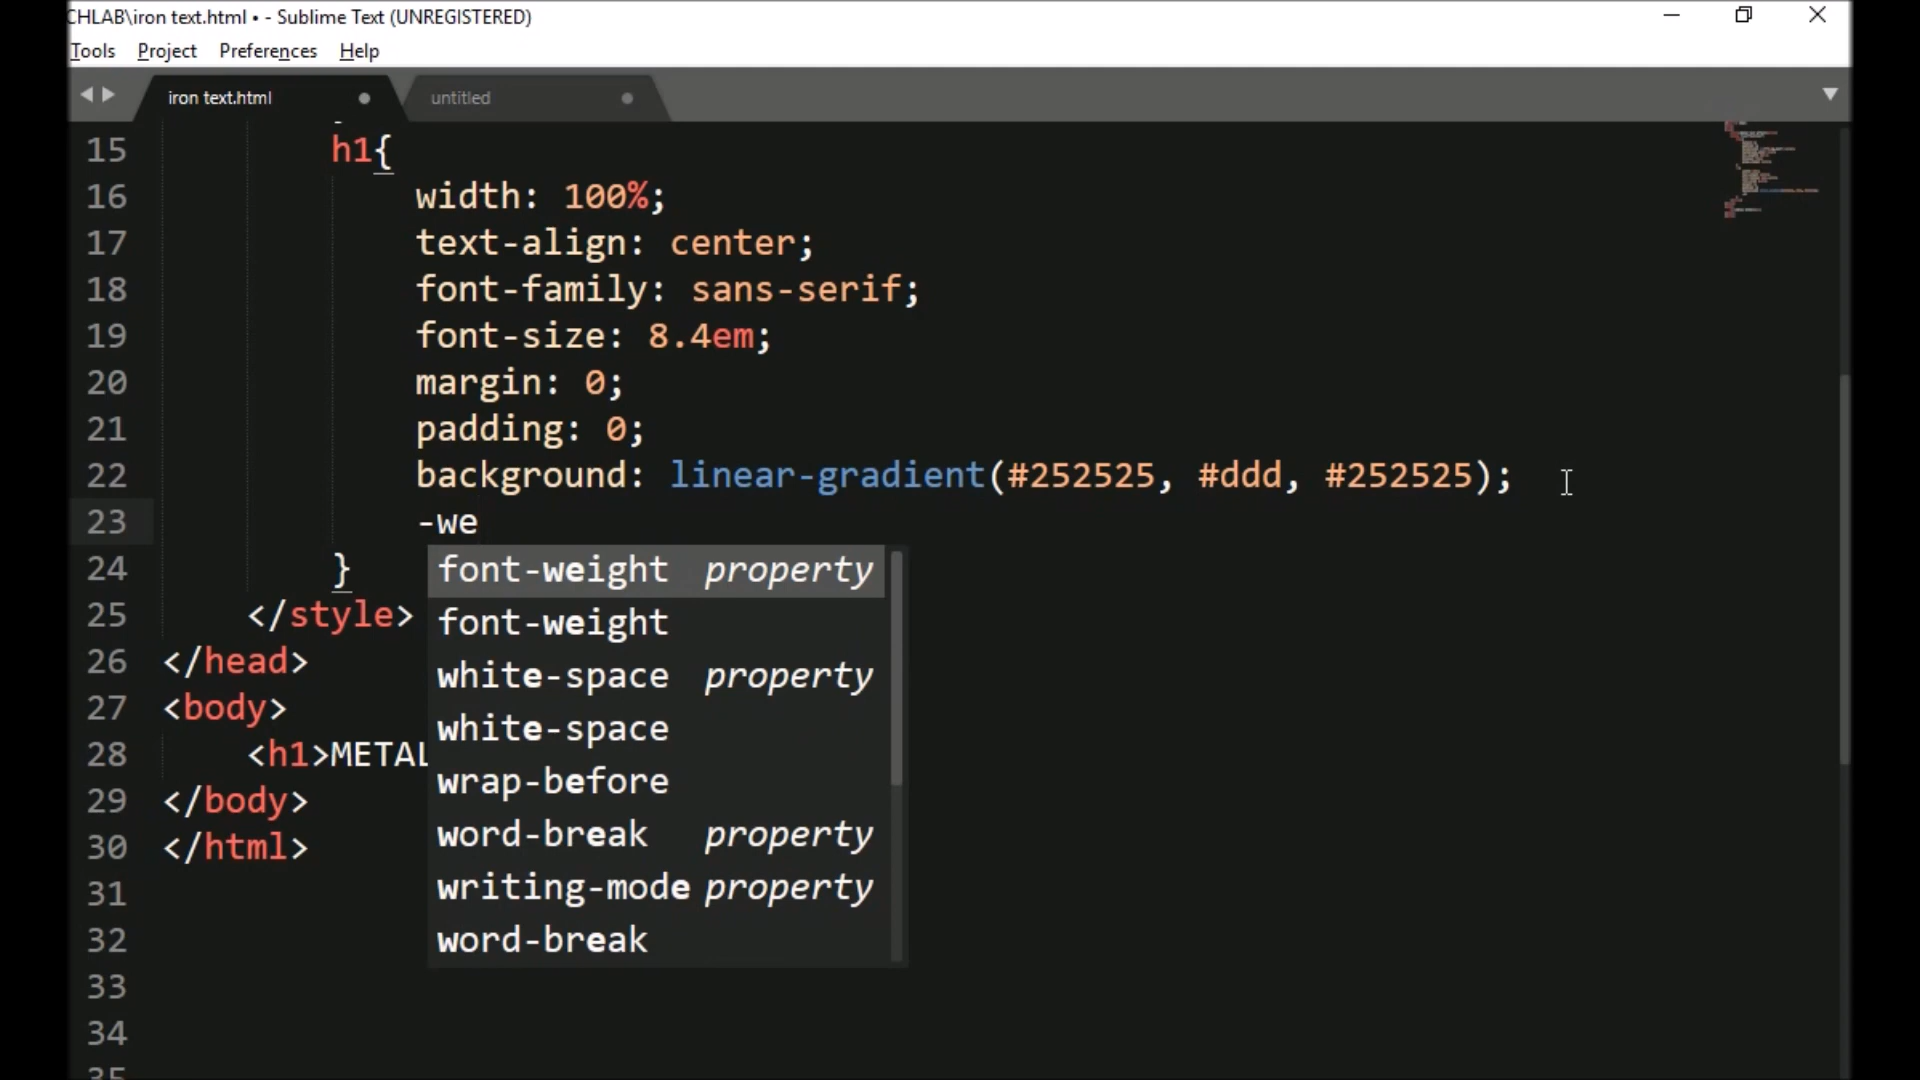 CHLAB\iron text.html • - Sublime Text (UNREGISTERED)
Tools Project Preferences Help
iron text.html untitled
15 h1{
16 width: 100%;
17 text-align: center;
18 font-family: sans-serif;
19 font-size: 8.4em;
20 margin: 0;
21 padding: 0;
22 background: linear-gradient(#252525, #ddd, #252525);
23 -we
24 } font-weight property
25 </style> font-weight
26 </head> white-space property
27 <body> white-space
28 <h1>METAL wrap-before
29 </body> word-break property
30 </html> writing-mode property
31 word-break
32
33
34
35